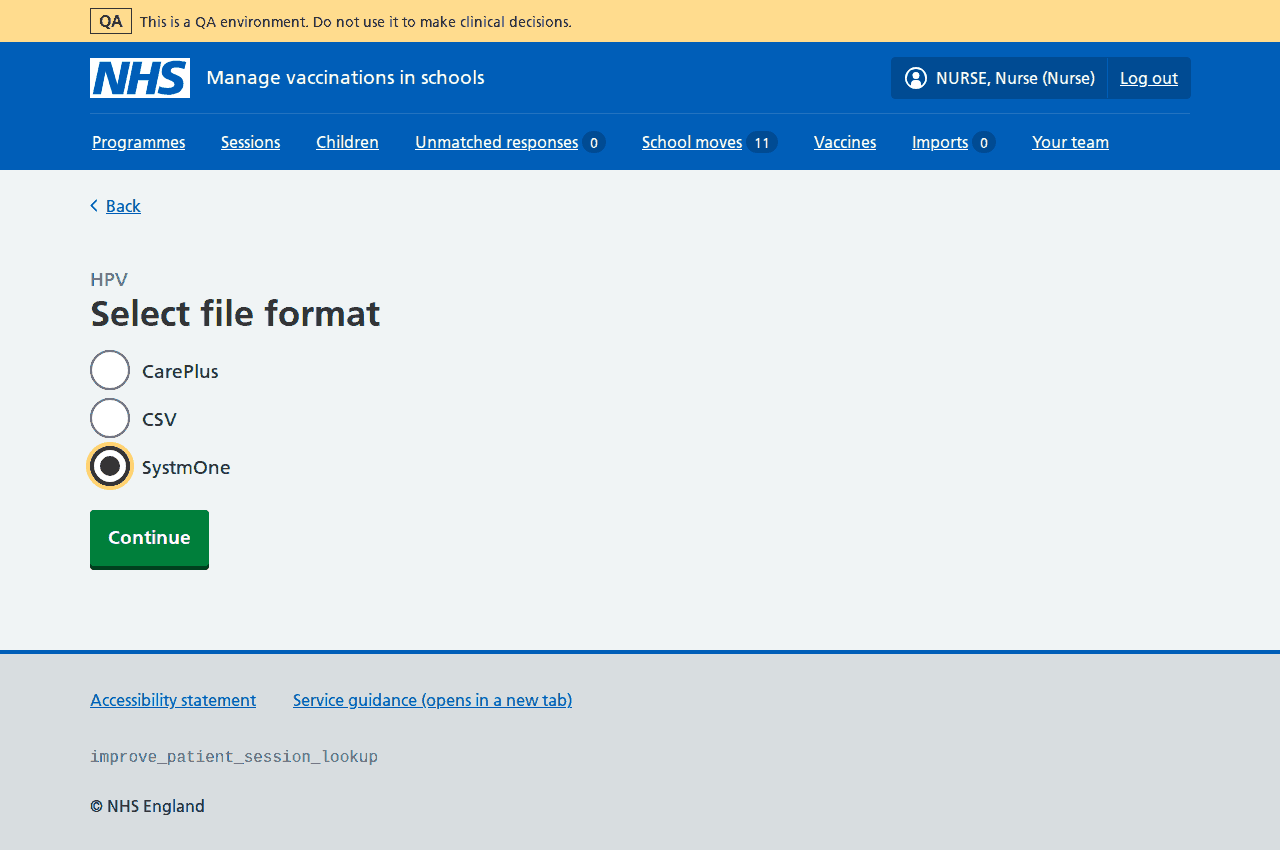 QA This is a QA environment. Do not use it to make clinical decisions.
NHS Manage vaccinations in schools NURSE, Nurse (Nurse) Log out
Programmes Sessions Children Unmatched responses 0 School moves 11 Vaccines Imports 0 Your team
Back
HPV
Select file format
CarePlus
CSV
SystmOne
Continue
Accessibility statement Service guidance (opens in a new tab)
improve_patient_session_lookup
© NHS England